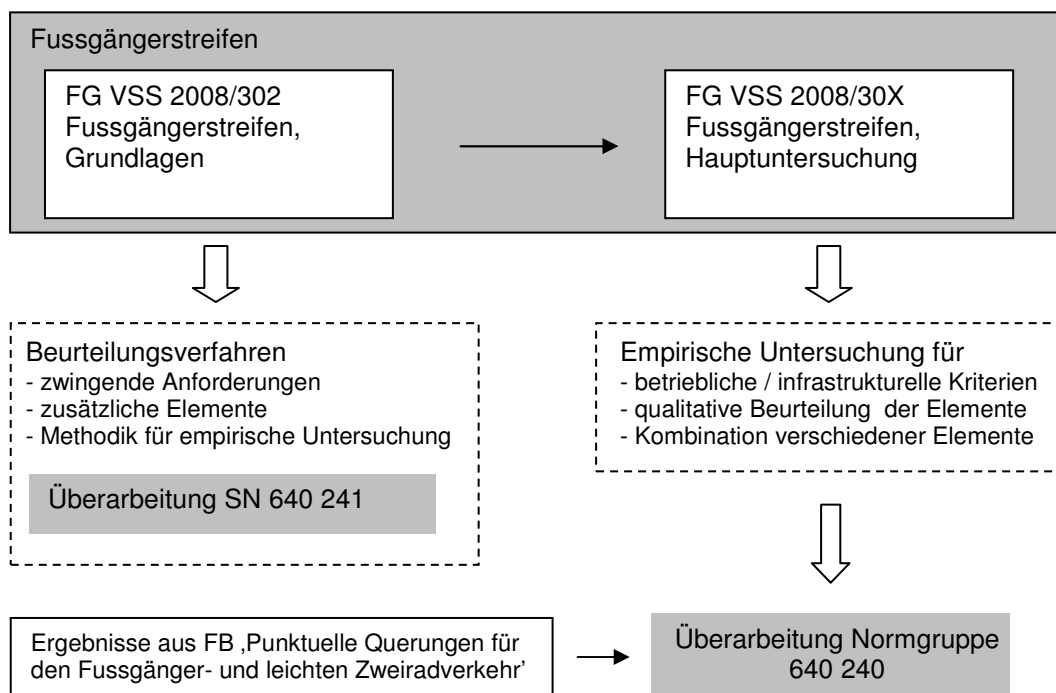 Fussgängerstreifen
FG VSS 2008/302
Fussgängerstreifen,
Grundlagen
FG VSS 2008/30X
Fussgängerstreifen,
Hauptuntersuchung
Beurteilungsverfahren
- zwingende Anforderungen
- zusätzliche Elemente
- Methodik für empirische Untersuchung
Überarbeitung SN 640 241
Empirische Untersuchung für
- betriebliche / infrastrukturelle Kriterien
- qualitative Beurteilung der Elemente
- Kombination verschiedener Elemente
Ergebnisse aus FB ‚Punktuelle Querungen für
den Fussgänger- und leichten Zweiradverkehr’
Überarbeitung Normgruppe
640 240